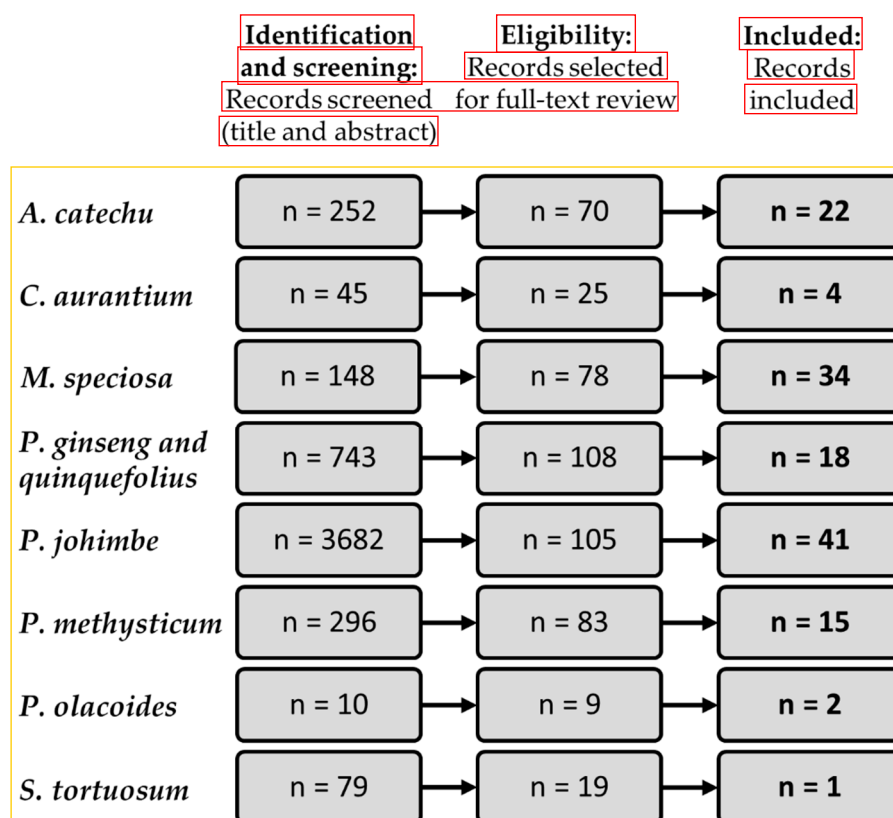 Identification
and screening:
Records screened
(title and abstract)
Eligibility:
Records selected
for full-text review
Included:
Records
included
A. catechu
n = 252
n = 70
n = 22
C. aurantium
n = 45
n = 25
n = 4
M. speciosa
n = 148
n = 78
n = 34
P. ginseng and
quinquefolius
n = 743
n = 108
n = 18
P. johimbe
n = 3682
n = 105
n = 41
P. methysticum
n = 296
n = 83
n = 15
P. olacoides
n = 10
n = 9
n = 2
S. tortuosum
n = 79
n = 19
n = 1